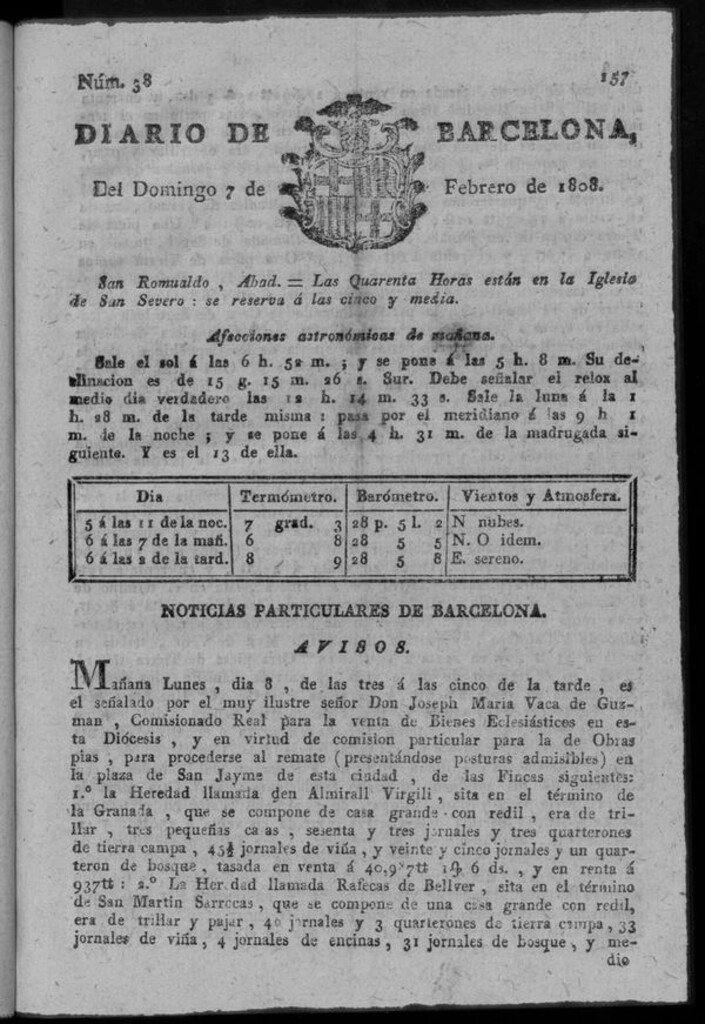 Núm. 38
157
DIARIO DE BARCELONA,
Del Domingo 7 de Febrero de 1808.
San Romualdo , Abad. = Las Quarenta Horas están en la Iglesia
de San Severo : se reserva á las cinco y media.
Afecciones astronómicas de mañana.
Sale el sol á las 6 h. 52 m. ; y se pone á las 5 h. 8 m. Su de-
clinacion es de 15 g. 15 m. 26 s. Sur. Debe señalar el relox al
medio dia verdadero las 12 h. 14 m. 33 s. Sale la luna á la 1
h. 28 m. de la tarde misma : pasa por el meridiano á las 9 h 1
m. de la noche ; y se pone á las 4 h. 31 m. de la madrugada si-
guiente. Y es el 13 de ella.
Dia Termómetro. Barómetro. Vientos y Atmosfera.
5 á las 11 de la noc. 7 grad. 3 28 p. 5 l. 2 N nubes.
6 á las 7 de la mañ. 6 8 28 5 5 N. O idem.
6 á las 2 de la tard. 8 9 28 5 8 E. sereno.
NOTICIAS PARTICULARES DE BARCELONA.
AVISOS.
Mañana Lunes , dia 8 , de las tres á las cinco de la tarde , es
el señalado por el muy ilustre señor Don Joseph Maria Vaca de Guz-
man , Comisionado Real para la venta de Bienes Eclesiásticos en es-
ta Diócesis , y en virtud de comision particular para la de Obras
pias , para procederse al remate ( presentándose posturas admisibles ) en
la plaza de San Jayme de esta ciudad , de las Fincas siguientes:
1.º la Heredad llamada den Almirall Virgili , sita en el término de
la Granada , que se compone de casa grande con redil , era de tri-
llar , tres pequeñas casas , sesenta y tres jornales y tres quarterones
de tierra campa , 45½ jornales de viña , y veinte y cinco jornales y un quar-
teron de bosque , tasada en venta á 6 ds. , y en renta á
937tt : 2.º La Heredad llamada Rafecas de Bellver , sita en el término
de San Martin Sarrocas , que se compone de una casa grande con redil,
era de trillar y pajar , 40 jornales y 3 quarterones de tierra campa, 33
jornales de viña, 4 jornales de encinas, 31 jornales de bosque, y me-
dio